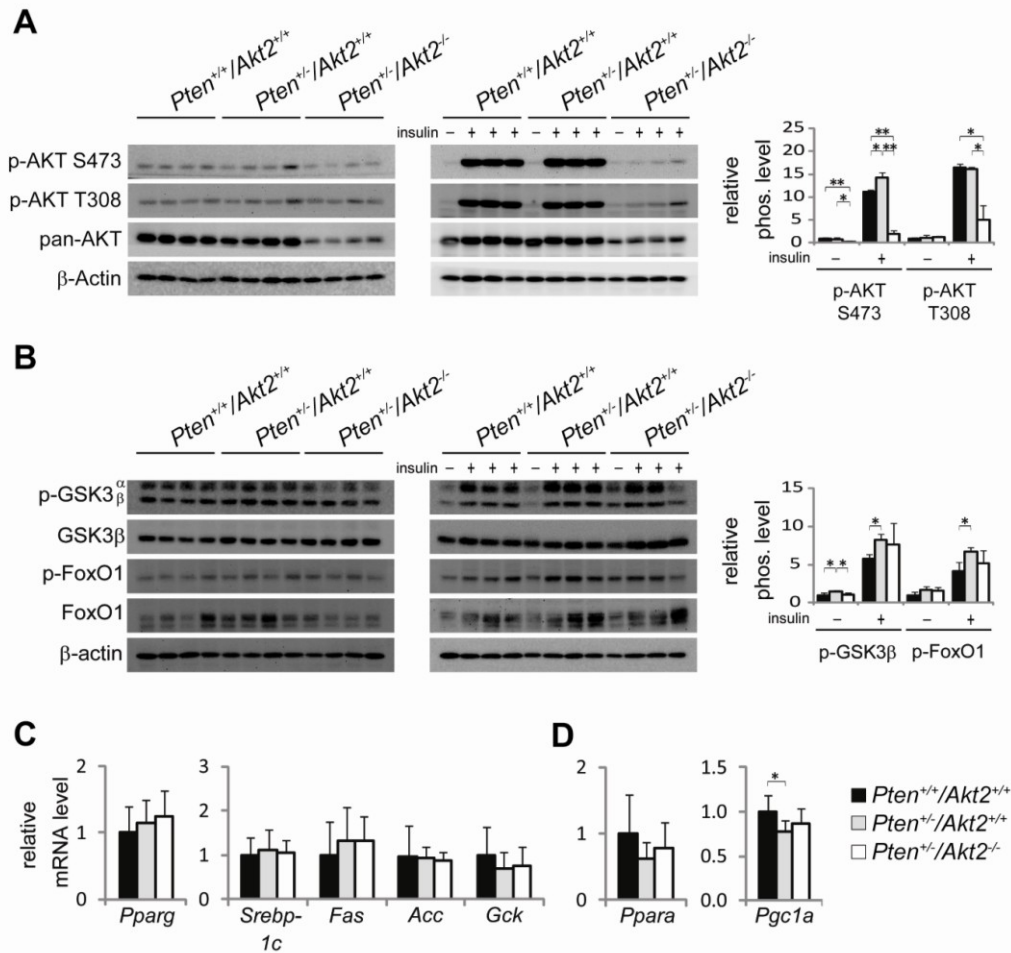 A
Pten+/+/Akt2+/+ Pten+/-/Akt2+/+ Pten+/-/Akt2-/- Pten+/+/Akt2+/+ Pten+/-/Akt2+/+ Pten+/-/Akt2-/-
insulin – + + + – + + + – + + +
p-AKT S473
p-AKT T308
pan-AKT
β-Actin
relative
phos. level
25
20
15
10
5
0
** * ** * ** * *
insulin – + – +
p-AKT p-AKT
S473 T308
B
Pten+/+/Akt2+/+ Pten+/-/Akt2+/+ Pten+/-/Akt2-/- Pten+/+/Akt2+/+ Pten+/-/Akt2+/+ Pten+/-/Akt2-/-
insulin – + + + – + + + – + + +
p-GSK3 α β
GSK3β
p-FoxO1
FoxO1
β-actin
relative
phos. level
15
10
5
0
* * * *
insulin – + – +
p-GSK3β p-FoxO1
C
relative
mRNA level
2
1
0
Pparg
3
2
1
0
Srebp-1c Fas Acc Gck
D
2
1
0
Ppara
1.5
1.0
0.5
0.0
*
Pgc1a
Pten+/+/Akt2+/+
Pten+/-/Akt2+/+
Pten+/-/Akt2-/-